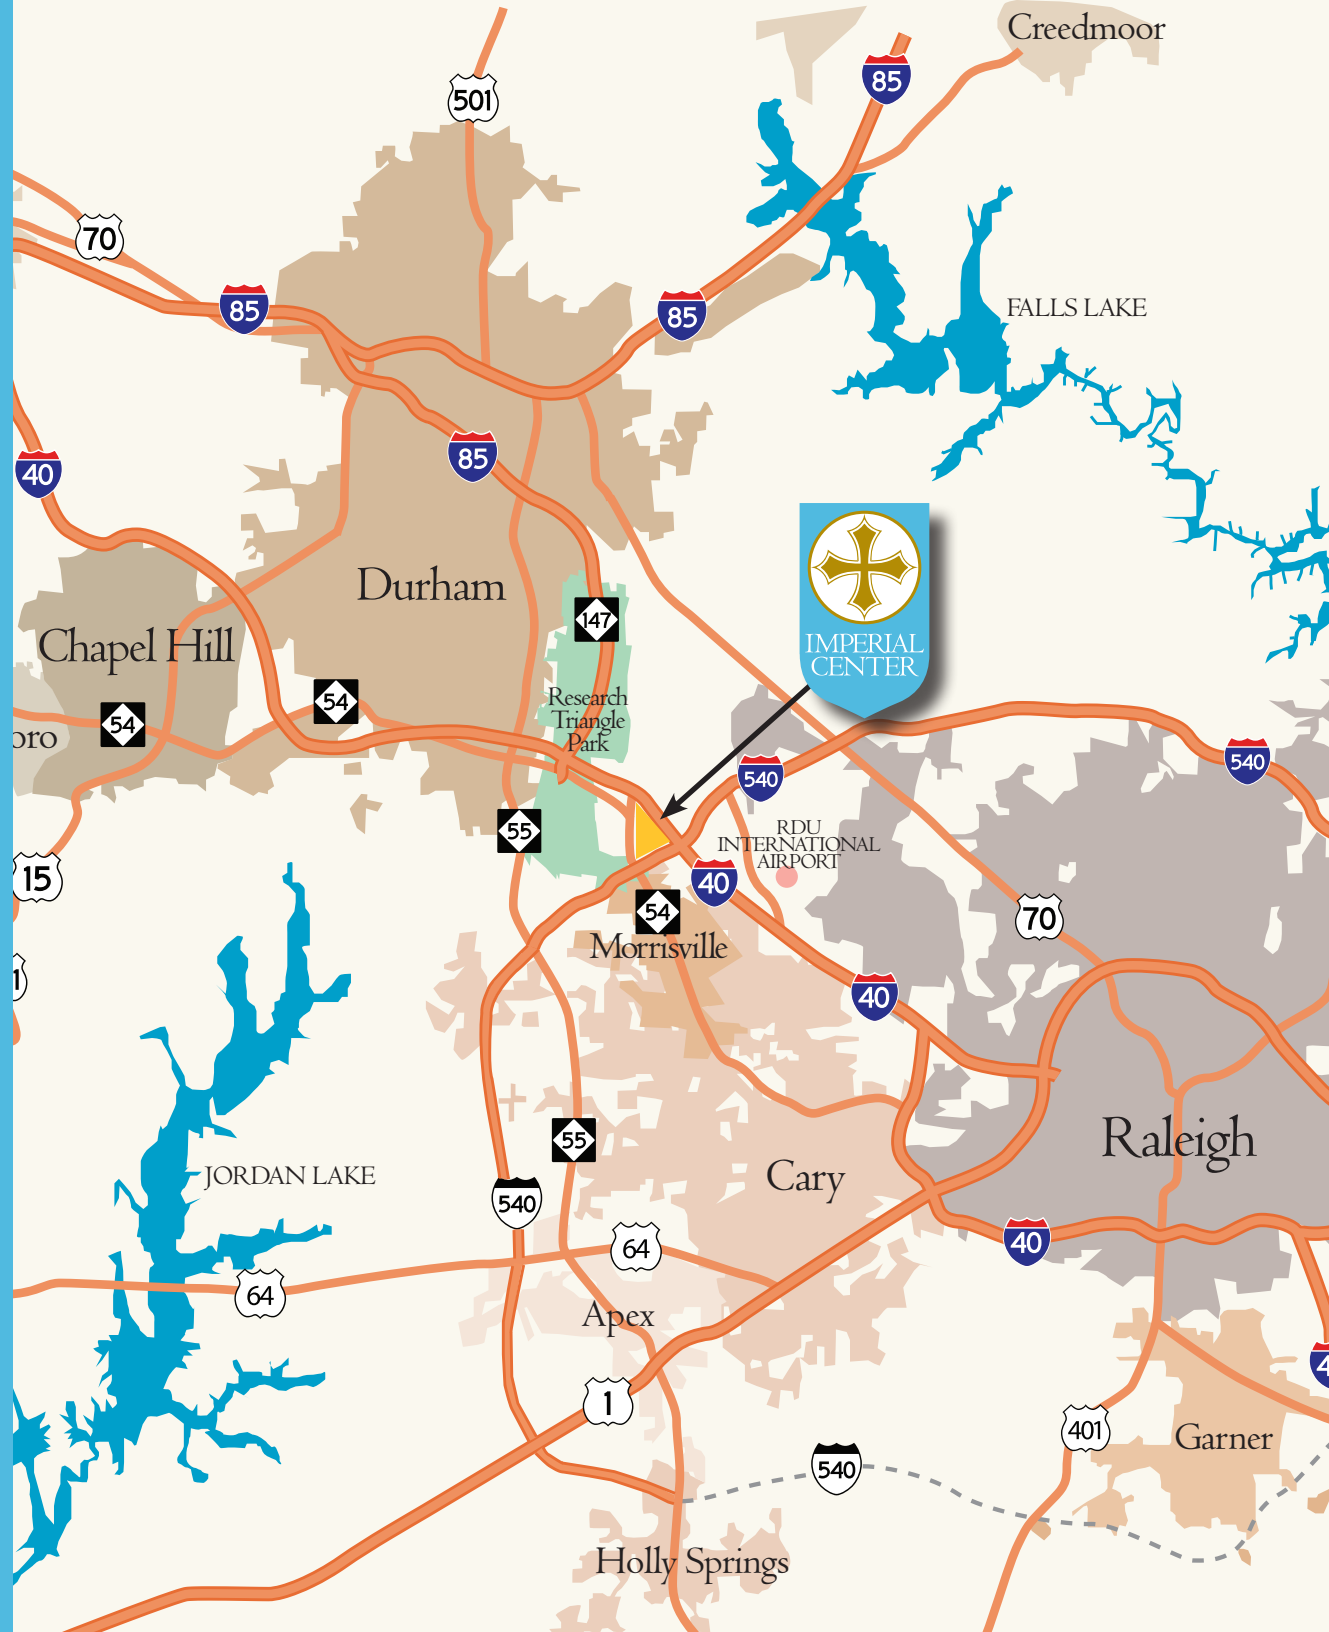 Creedmoor
85
501
70
85
85
FALLS LAKE
40
85
Durham
147
IMPERIAL
CENTER
Chapel Hill
54
54
Research
Triangle
Park
oro
540
540
55
RDU
INTERNATIONAL
AIRPORT
15
40
54
70
Morrisville
1
40
55
Raleigh
JORDAN LAKE
Cary
540
64
40
64
Apex
4
1
401
Garner
540
Holly Springs